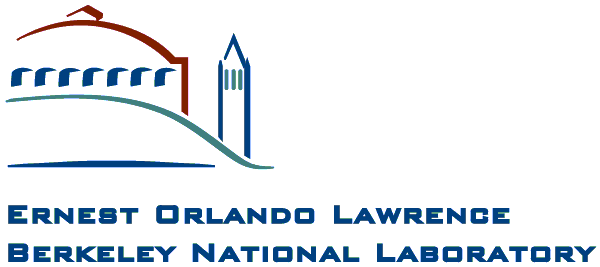 Ernest Orlando Lawrence
Berkeley National Laboratory